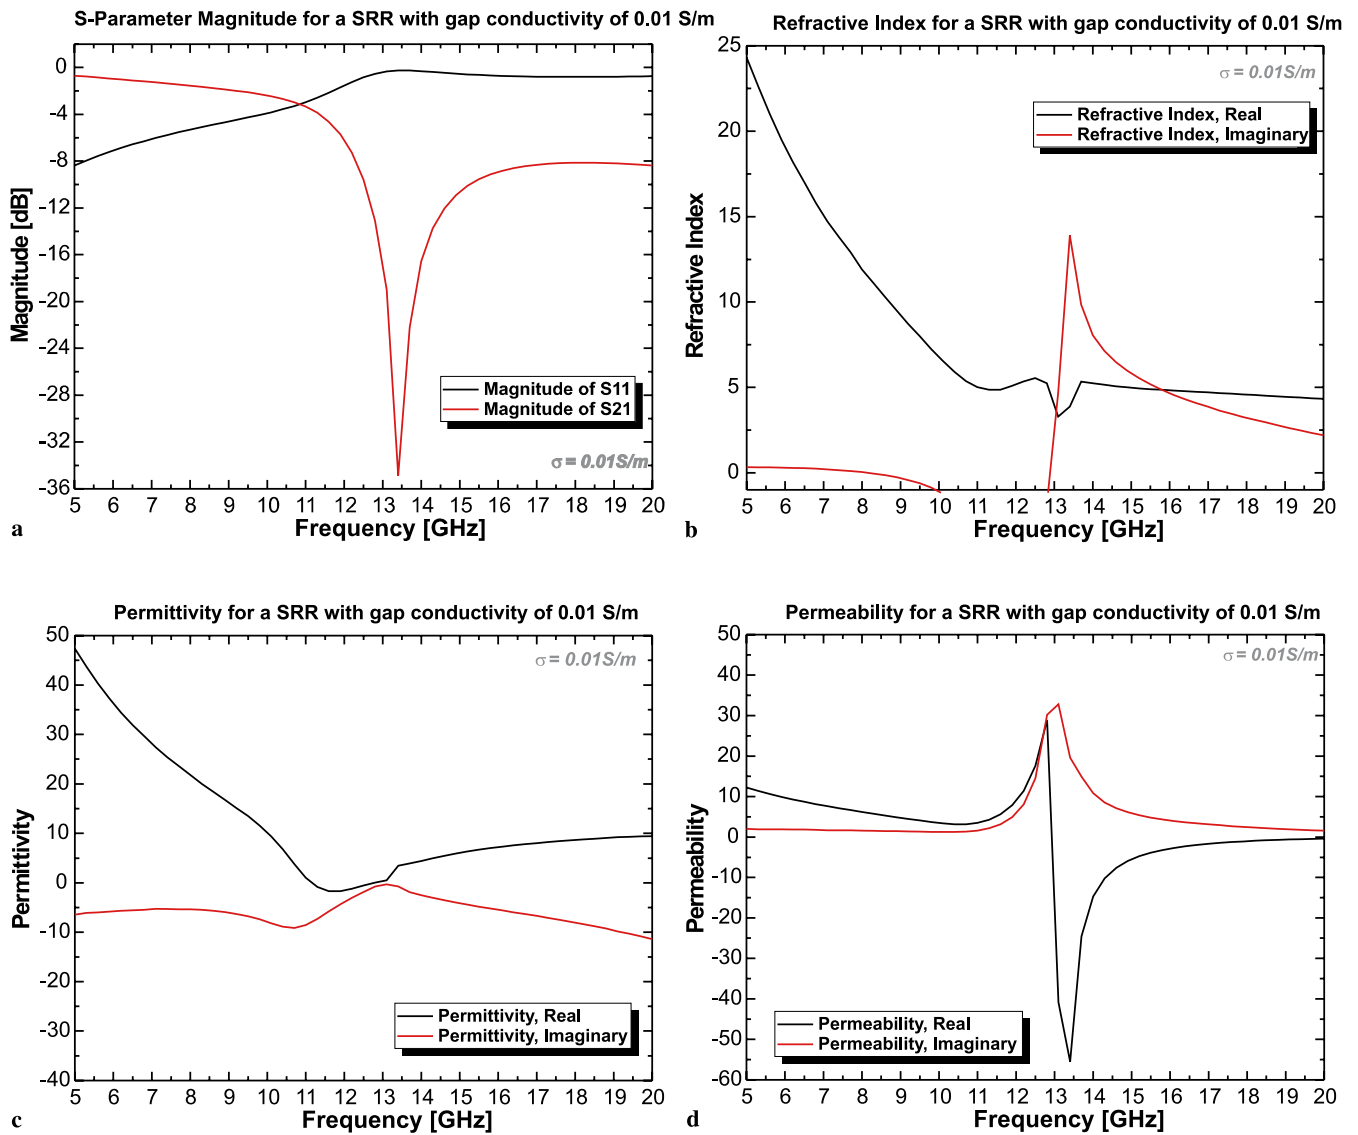 S-Parameter Magnitude for a SRR with gap conductivity of 0.01 S/m
0
-4
-8
-12
-16
-20
-24
-28
-32
-36
Magnitude [dB]
Magnitude of S11
Magnitude of S21
σ = 0.01S/m
5 6 7 8 9 10 11 12 13 14 15 16 17 18 19 20
Frequency [GHz]
a
Refractive Index for a SRR with gap conductivity of 0.01 S/m
25
20
15
10
5
0
Refractive Index
σ = 0.01S/m
Refractive Index, Real
Refractive Index, Imaginary
5 6 7 8 9 10 11 12 13 14 15 16 17 18 19 20
Frequency [GHz]
b
Permittivity for a SRR with gap conductivity of 0.01 S/m
50
40
30
20
10
0
-10
-20
-30
-40
Permittivity
σ = 0.01S/m
Permittivity, Real
Permittivity, Imaginary
5 6 7 8 9 10 11 12 13 14 15 16 17 18 19 20
Frequency [GHz]
c
Permeability for a SRR with gap conductivity of 0.01 S/m
50
40
30
20
10
0
-10
-20
-30
-40
-50
-60
Permeability
σ = 0.01S/m
Permeability, Real
Permeability, Imaginary
5 6 7 8 9 10 11 12 13 14 15 16 17 18 19 20
Frequency [GHz]
d